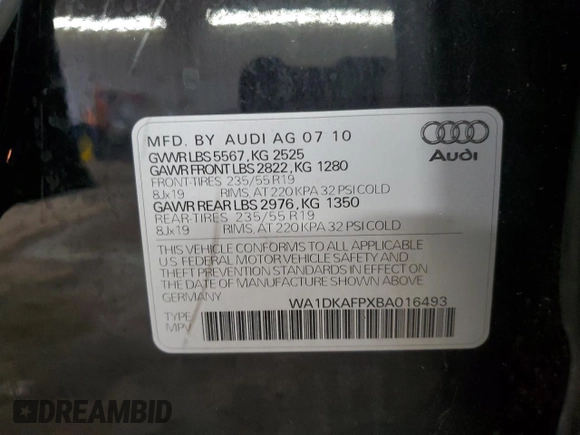 MFD. BY AUDI AG 07 10
GVWR LBS 5567, KG 2525
GAWR FRONT LBS 2822, KG 1280
FRONT-TIRES 235/55 R19
8Jx19 RIMS, AT 220 KPA 32 PSI COLD
GAWR REAR LBS 2976, KG 1350
REAR-TIRES 235/55 R19
8Jx19 RIMS, AT 220 KPA 32 PSI COLD
Audi
THIS VEHICLE CONFORMS TO ALL APPLICABLE
U.S FEDERAL MOTOR VEHICLE SAFETY AND
THEFT PREVENTION STANDARDS IN EFFECT ON
THE DATE OF MANUFACTURE SHOWN ABOVE.
GERMANY WA1DKAFPXBA016493
TYPE
MPV
DREAMBID